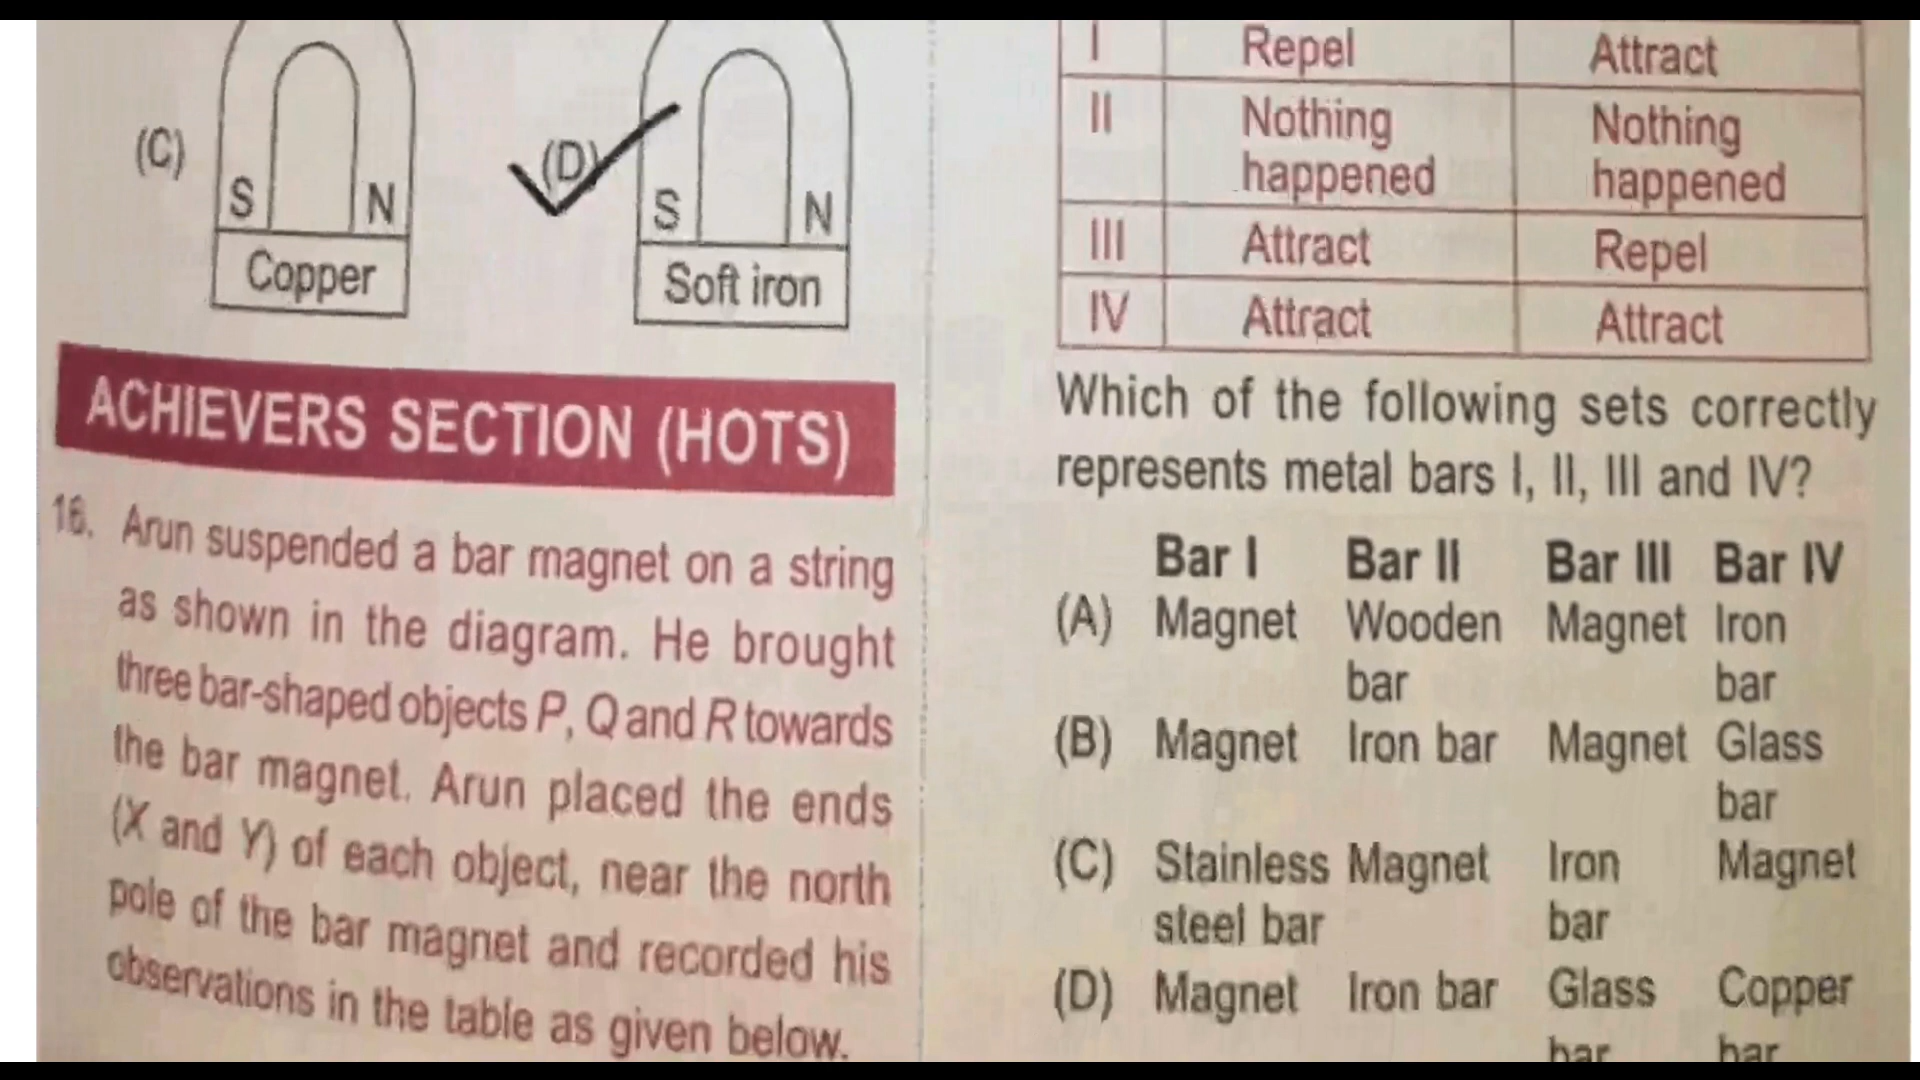 (C)
S
N
Copper
(D)
S
N
Soft iron
ACHIEVERS SECTION (HOTS)
16. Arun suspended a bar magnet on a string
as shown in the diagram. He brought
three bar-shaped objects P, Q and R towards
the bar magnet. Arun placed the ends
(X and Y) of each object, near the north
pole of the bar magnet and recorded his
observations in the table as given below.
I Repel Attract
II Nothing Nothing
happened happened
III Attract Repel
IV Attract Attract
Which of the following sets correctly
represents metal bars I, II, III and IV?
Bar I Bar II Bar III Bar IV
(A) Magnet Wooden Magnet Iron
bar bar
(B) Magnet Iron bar Magnet Glass
bar
(C) Stainless Magnet Iron Magnet
steel bar bar
(D) Magnet Iron bar Glass Copper
bar bar